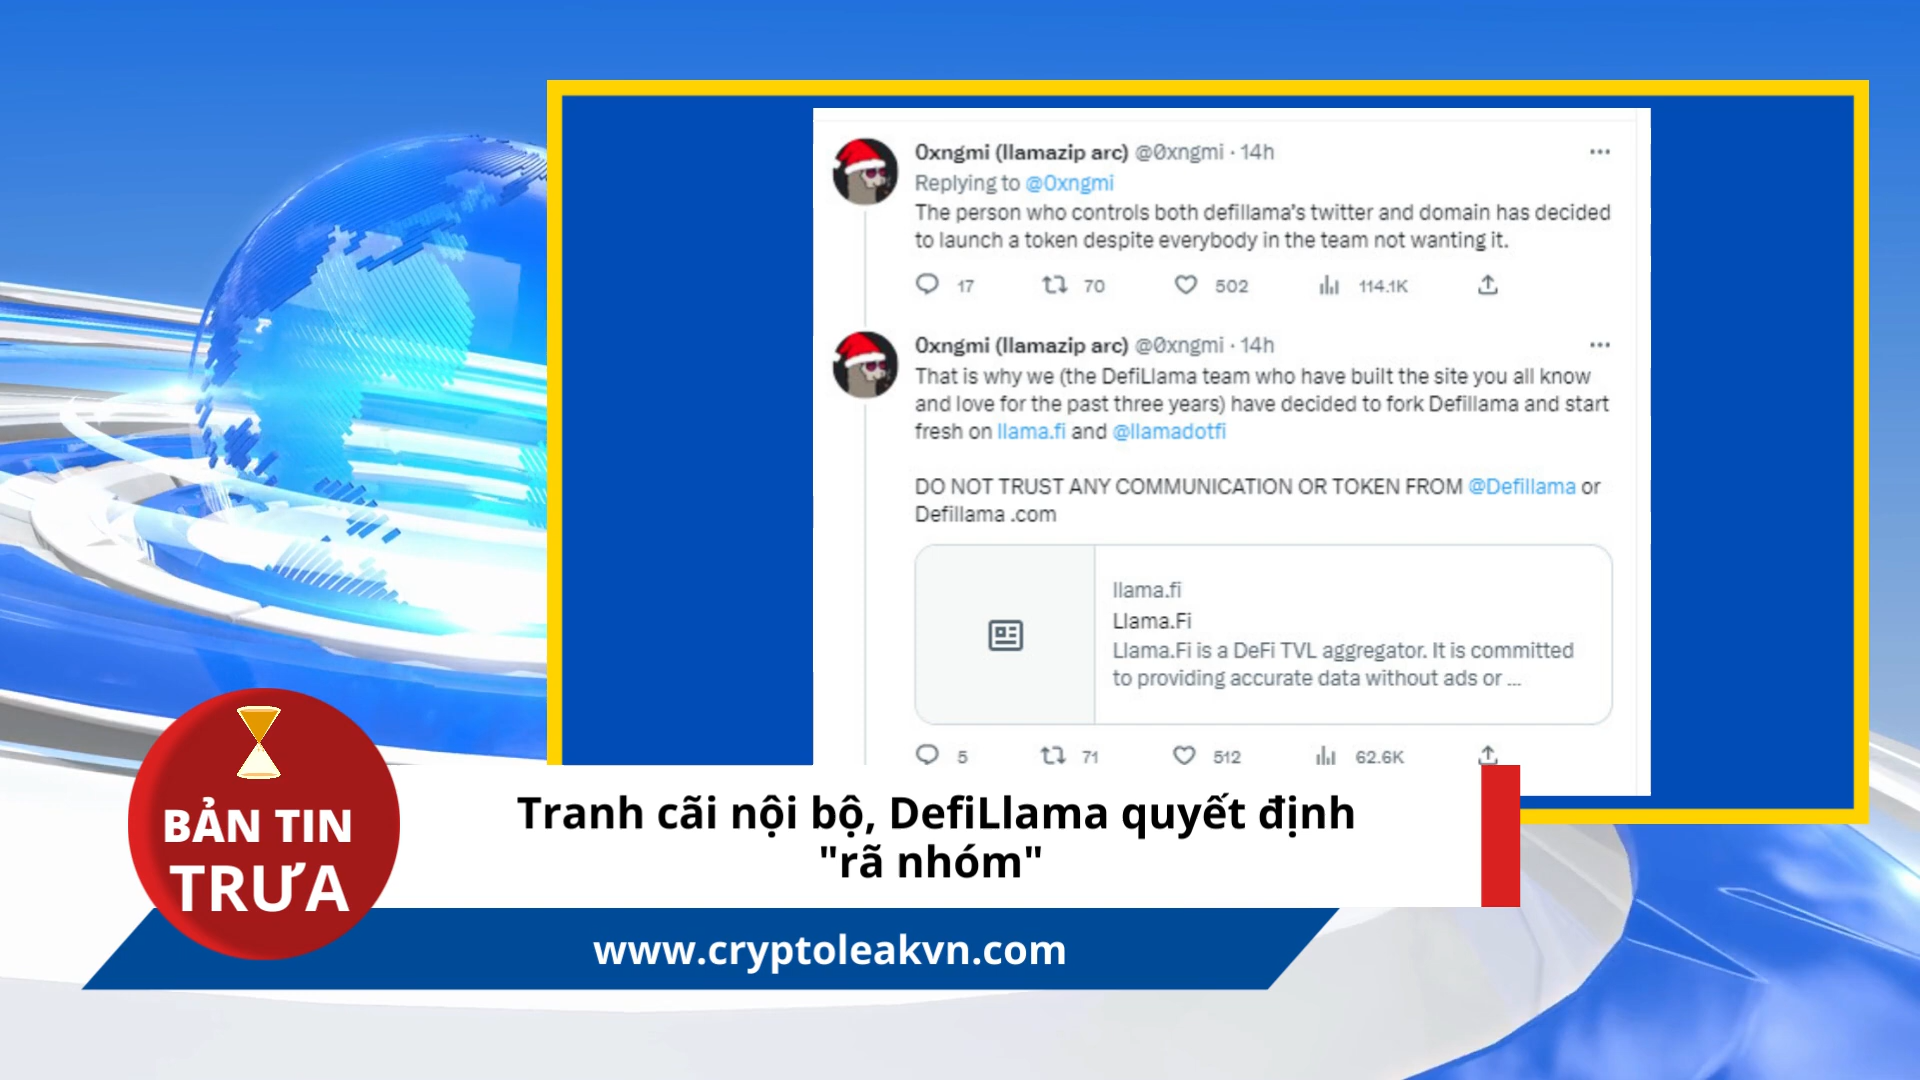 0xngmi (llamazip arc) @0xngmi · 14h
Replying to @0xngmi
The person who controls both defillama's twitter and domain has decided
to launch a token despite everybody in the team not wanting it.
17 70 502 114.1K
0xngmi (llamazip arc) @0xngmi · 14h
That is why we (the DefiLlama team who have built the site you all know
and love for the past three years) have decided to fork Defillama and start
fresh on llama.fi and @llamadotfi
DO NOT TRUST ANY COMMUNICATION OR TOKEN FROM @Defillama or
Defillama .com
llama.fi
Llama.Fi
Llama.Fi is a DeFi TVL aggregator. It is committed
to providing accurate data without ads or ...
5 71 512 62.6K
BẢN TIN
TRƯA
Tranh cãi nội bộ, DefiLlama quyết định
"rã nhóm"
www.cryptoleakvn.com